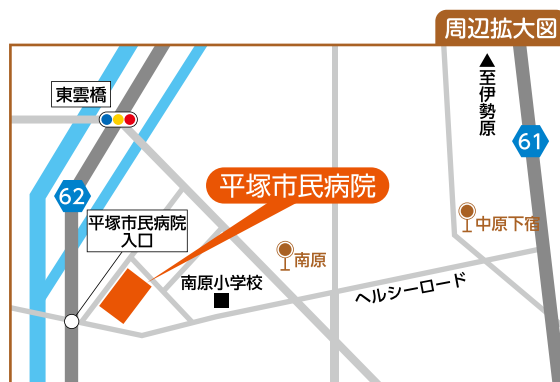 周辺拡大図
東雲橋
▲至伊勢原
61
平塚市民病院
62
平塚市民病院
入口
中原下宿
南原
南原小学校
ヘルシーロード